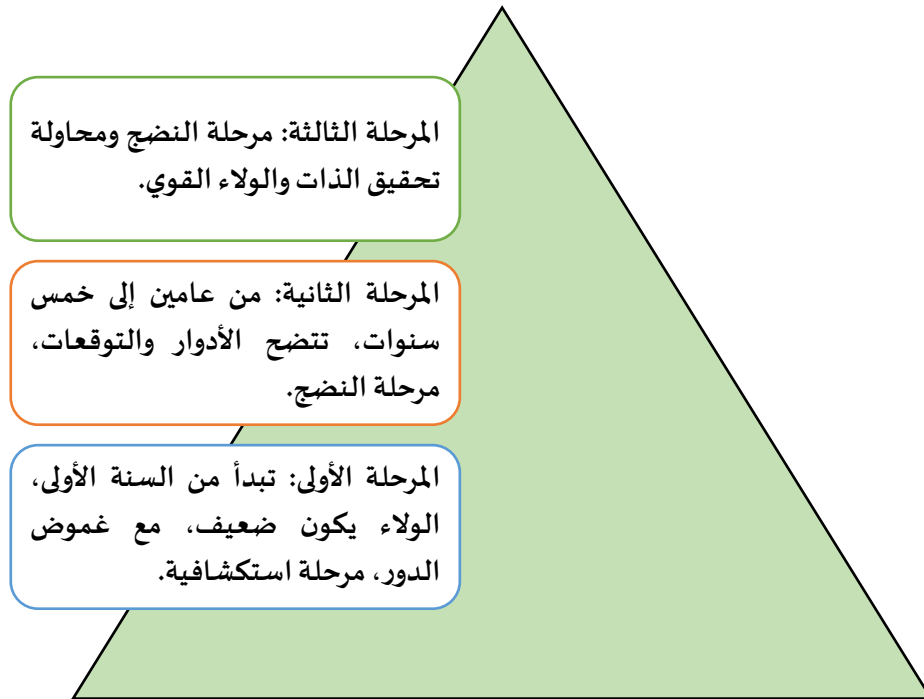 المرحلة الثالثة: مرحلة النضج ومحاولة
تحقيق الذات والولاء القوي.
المرحلة الثانية: من عامين إلى خمس
سنوات، تتضح الأدوار والتوقعات،
مرحلة النضج.
المرحلة الأولى: تبدأ من السنة الأولى،
الولاء يكون ضعيف، مع غموض
الدور، مرحلة استكشافية.